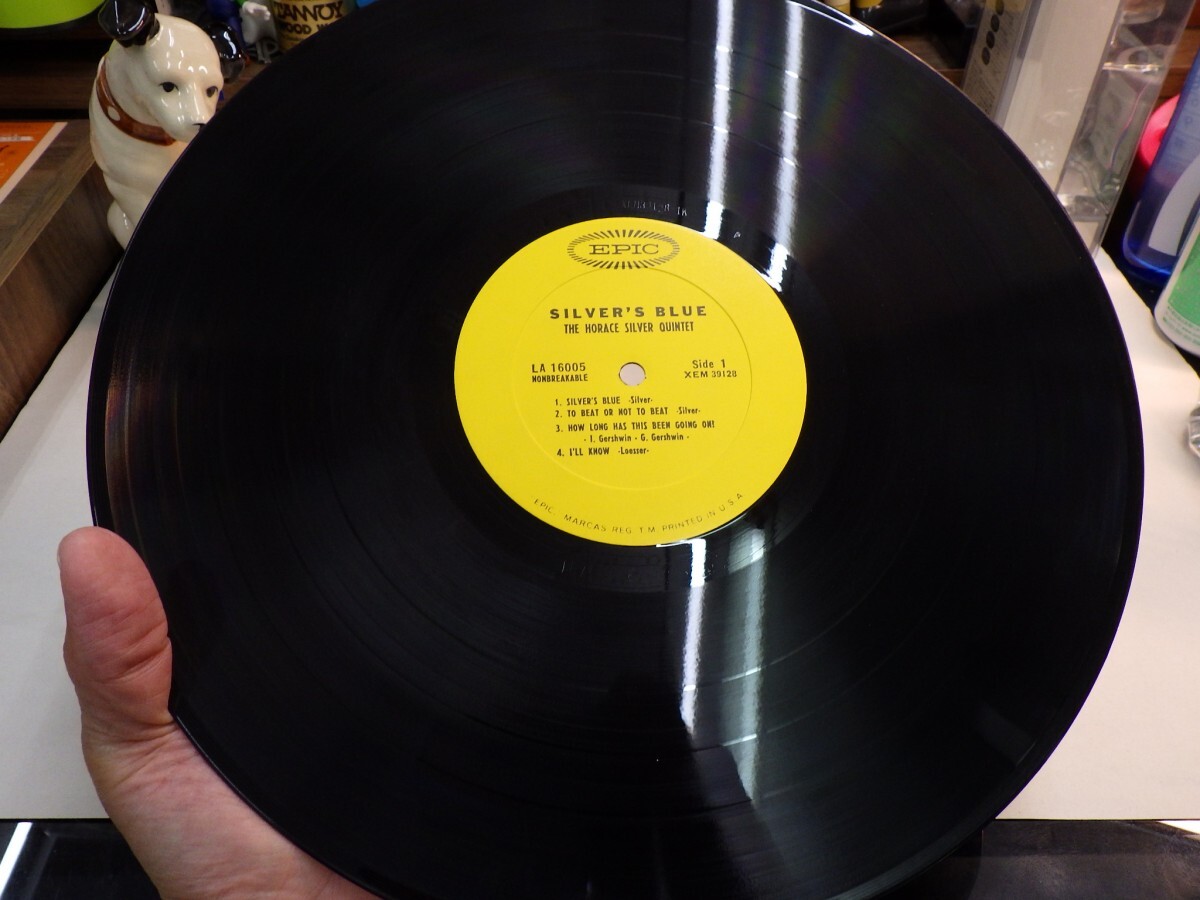 TANNOY
EPIC
SILVER'S BLUE
THE HORACE SILVER QUINTET
LA 16005
NONBREAKABLE
Side 1
XEM 39128
1. SILVER'S BLUE -Silver-
2. TO BEAT OR NOT TO BEAT -Silver-
3. HOW LONG HAS THIS BEEN GOING ON!
- I. Gershwin - G. Gershwin -
4. I'LL KNOW -Loesser-
EPIC. MARCAS REG. T.M. PRINTED IN U.S.A